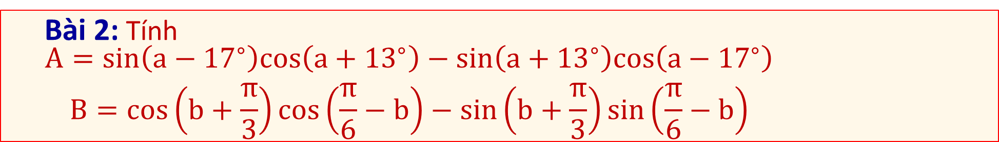 Bài 2: Tính
A = sin(a − 17°)cos(a + 13°) − sin(a + 13°)cos(a − 17°)
B = cos(b + π/3) cos(π/6 − b) − sin(b + π/3) sin(π/6 − b)